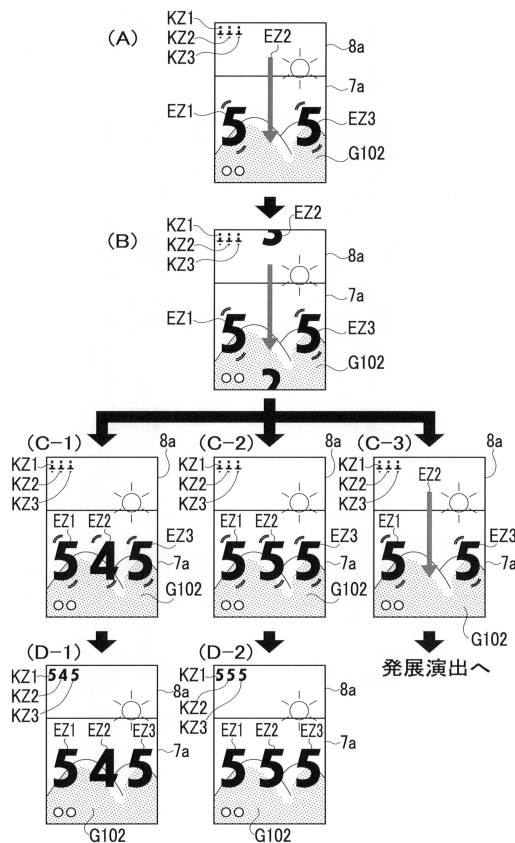 (A)
KZ1
KZ2
KZ3
EZ2
8a
7a
EZ1
5
5
EZ3
G102
(B)
KZ1
KZ2
KZ3
3
EZ2
8a
7a
EZ1
5
5
EZ3
G102
2
(C-1)
8a
KZ1
KZ2
KZ3
EZ1
EZ2
EZ3
5 4 5
7a
G102
(C-2)
8a
KZ1
KZ2
KZ3
EZ1
EZ2
EZ3
5 5 5
7a
G102
(C-3)
8a
KZ1
KZ2
KZ3
EZ2
EZ1
EZ3
5
5
7a
G102
発展演出へ
(D-1)
KZ1
545
KZ2
KZ3
8a
EZ1
EZ2
EZ3
7a
5 4 5
G102
(D-2)
KZ1
555
KZ2
KZ3
8a
EZ1
EZ2
EZ3
7a
5 5 5
G102